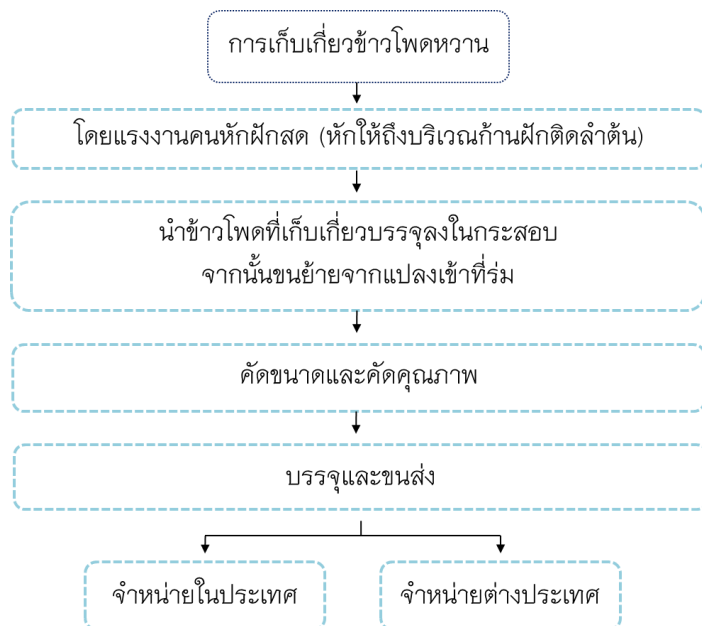 การเก็บเกี่ยวข้าวโพดหวาน
โดยแรงงานคนหักฝักสด (หักให้ถึงบริเวณก้านฝักติดลำต้น)
นำข้าวโพดที่เก็บเกี่ยวบรรจุลงในกระสอบ
จากนั้นขนย้ายจากแปลงเข้าที่ร่ม
คัดขนาดและคัดคุณภาพ
บรรจุและขนส่ง
จำหน่ายในประเทศ
จำหน่ายต่างประเทศ